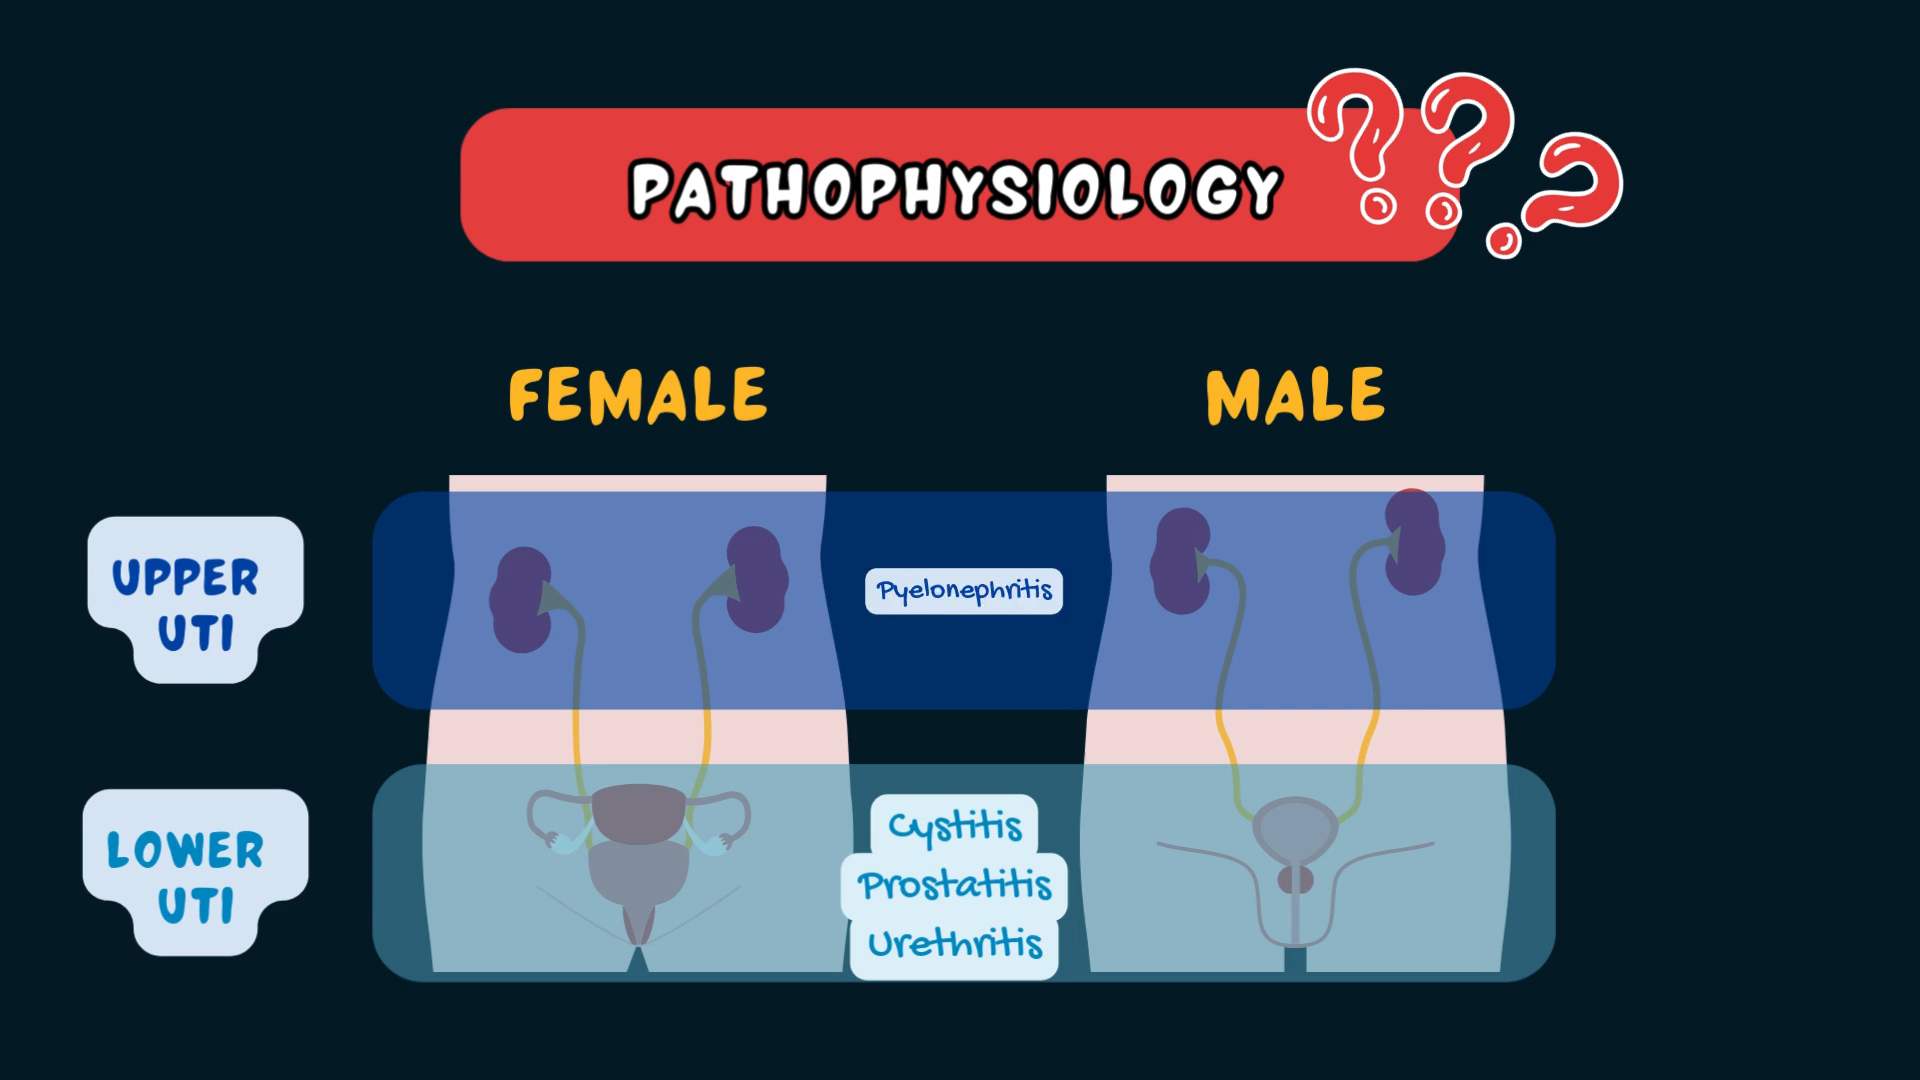 PATHOPHYSIOLOGY
???
FEMALE
MALE
UPPER
UTI
Pyelonephritis
LOWER
UTI
Cystitis
Prostatitis
Urethritis